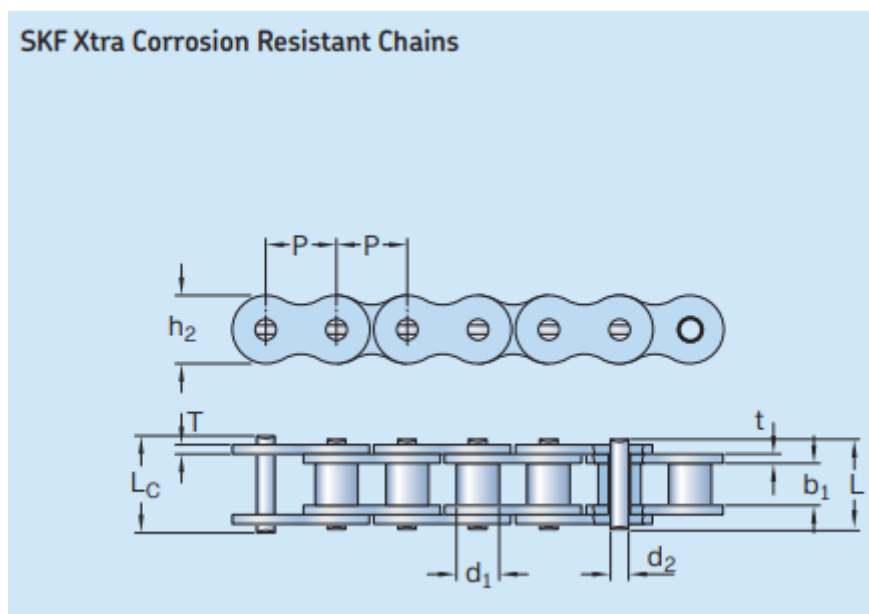 SKF Xtra Corrosion Resistant Chains
P P
h2
T t
LC b1 L
d1 d2